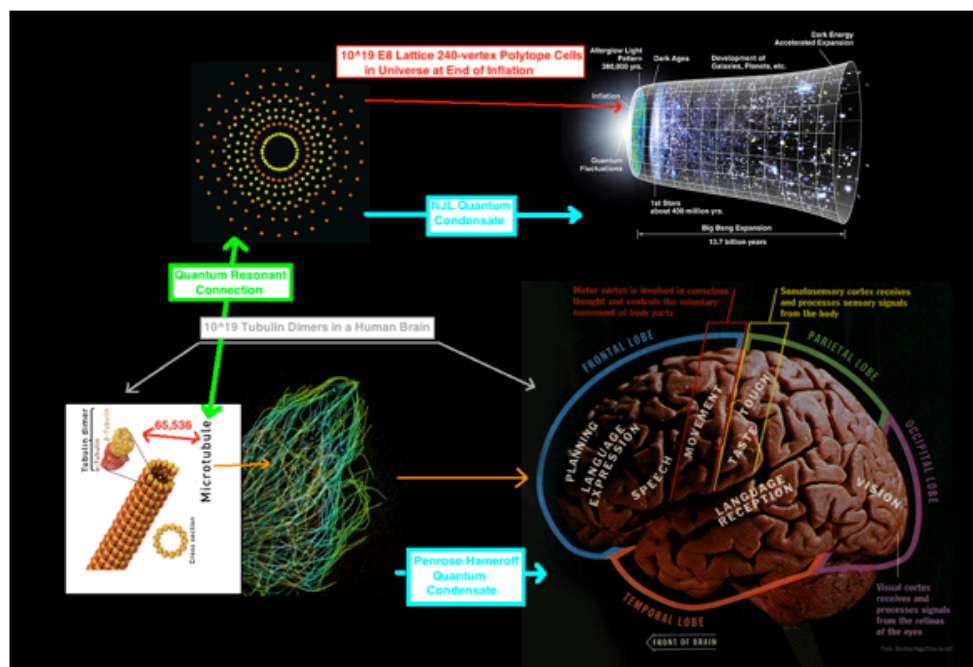 10^19 E8 Lattice 240-vertex Polytope Cells
in Universe at End of Inflation
Afterglow Light
Pattern
380,000 yrs.
Dark Ages
Development of
Galaxies, Planets, etc.
Dark Energy
Accelerated Expansion
Inflation
Quantum
Fluctuations
1st Stars
about 400 million yrs.
Big Bang Expansion
13.7 billion years
NJL Quantum
Condensate
Quantum Resonant
Connection
10^19 Tubulin Dimers in a Human Brain
Tubulin dimer
α-Tubulin
β-Tubulin
65,536
Microtubule
Cross section
Penrose-Hameroff
Quantum
Condensate
Motor cortex is involved in conscious
thought and controls the voluntary
movement of body parts
Somatosensory cortex receives
and processes sensory signals
from the body
FRONTAL LOBE
PARIETAL LOBE
OCCIPITAL LOBE
TEMPORAL LOBE
PLANNING
LANGUAGE
EXPRESSION
SPEECH
MOVEMENT
TOUCH
TASTE
LANGUAGE
RECEPTION
VISION
Visual cortex
receives and
processes signals
from the retinas
of the eyes
FRONT OF BRAIN